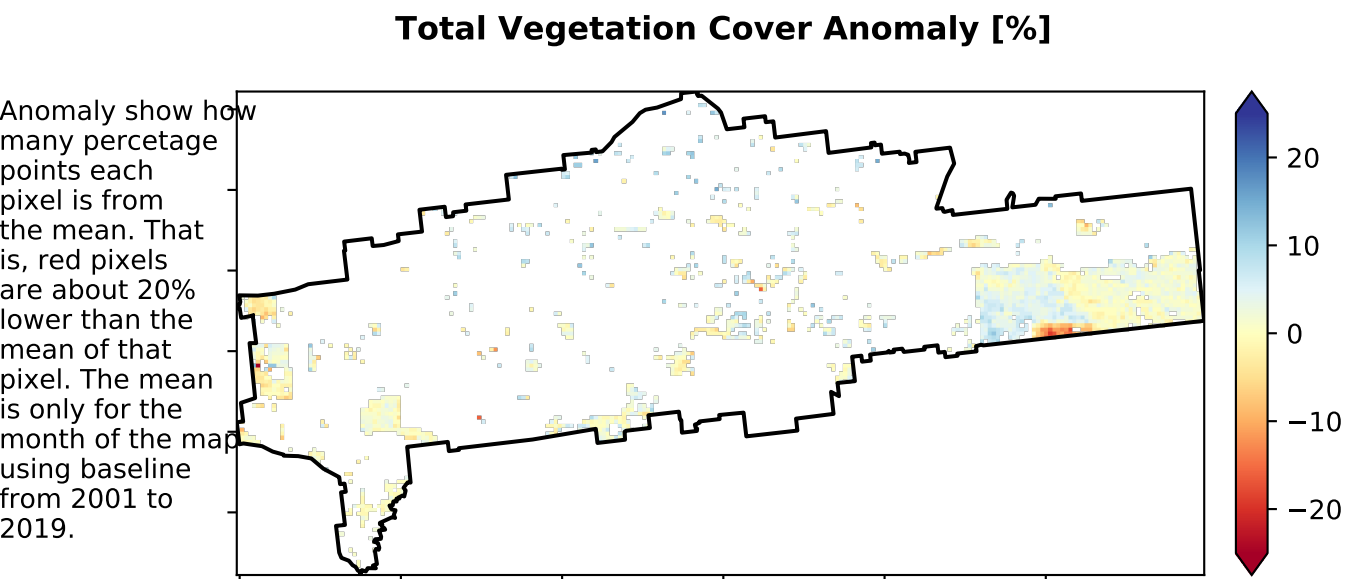 Total Vegetation Cover Anomaly [%]
Anomaly show how
many percetage
points each
pixel is from
the mean. That
is, red pixels
are about 20%
lower than the
mean of that
pixel. The mean
is only for the
month of the map
using baseline
from 2001 to
2019.
20
10
0
−10
−20